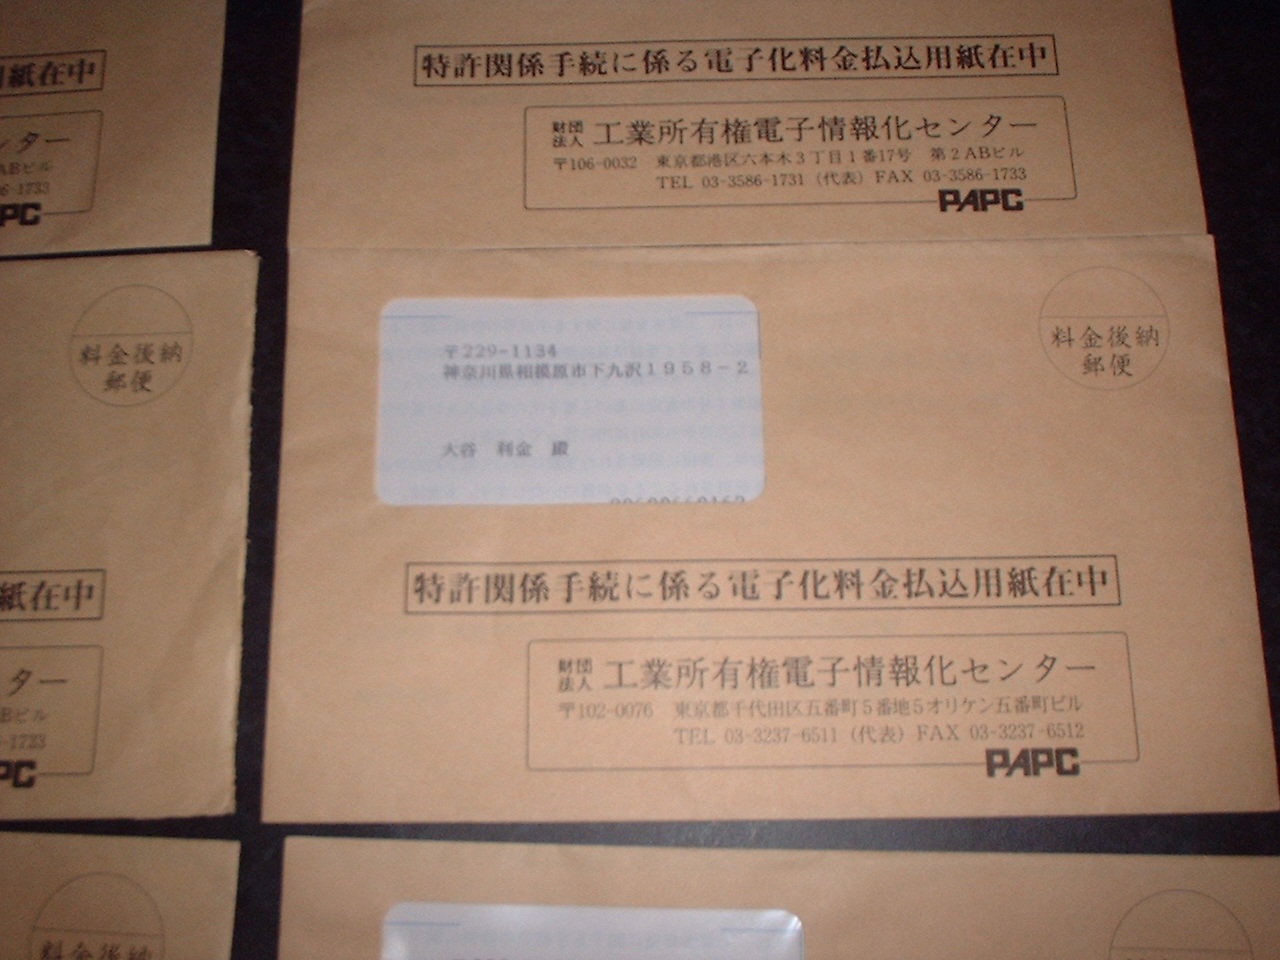 紙在中
特許関係手続に係る電子化料金払込用紙在中
ンター
ABビル
6-1733
PAPC
財団法人 工業所有権電子情報化センター
〒106-0032 東京都港区六本木3丁目1番17号 第2ABビル
TEL 03-3586-1731（代表）FAX 03-3586-1733
PAPC
料金後納
郵便
〒229-1134
神奈川県相模原市下九沢1958-2
大谷 利金 殿
料金後納
郵便
紙在中
特許関係手続に係る電子化料金払込用紙在中
ター
Bビル
-1733
PC
財団法人 工業所有権電子情報化センター
〒102-0076 東京都千代田区五番町5番地5オリケン五番町ビル
TEL 03-3237-6511（代表）FAX 03-3237-6512
PAPC
料金後納